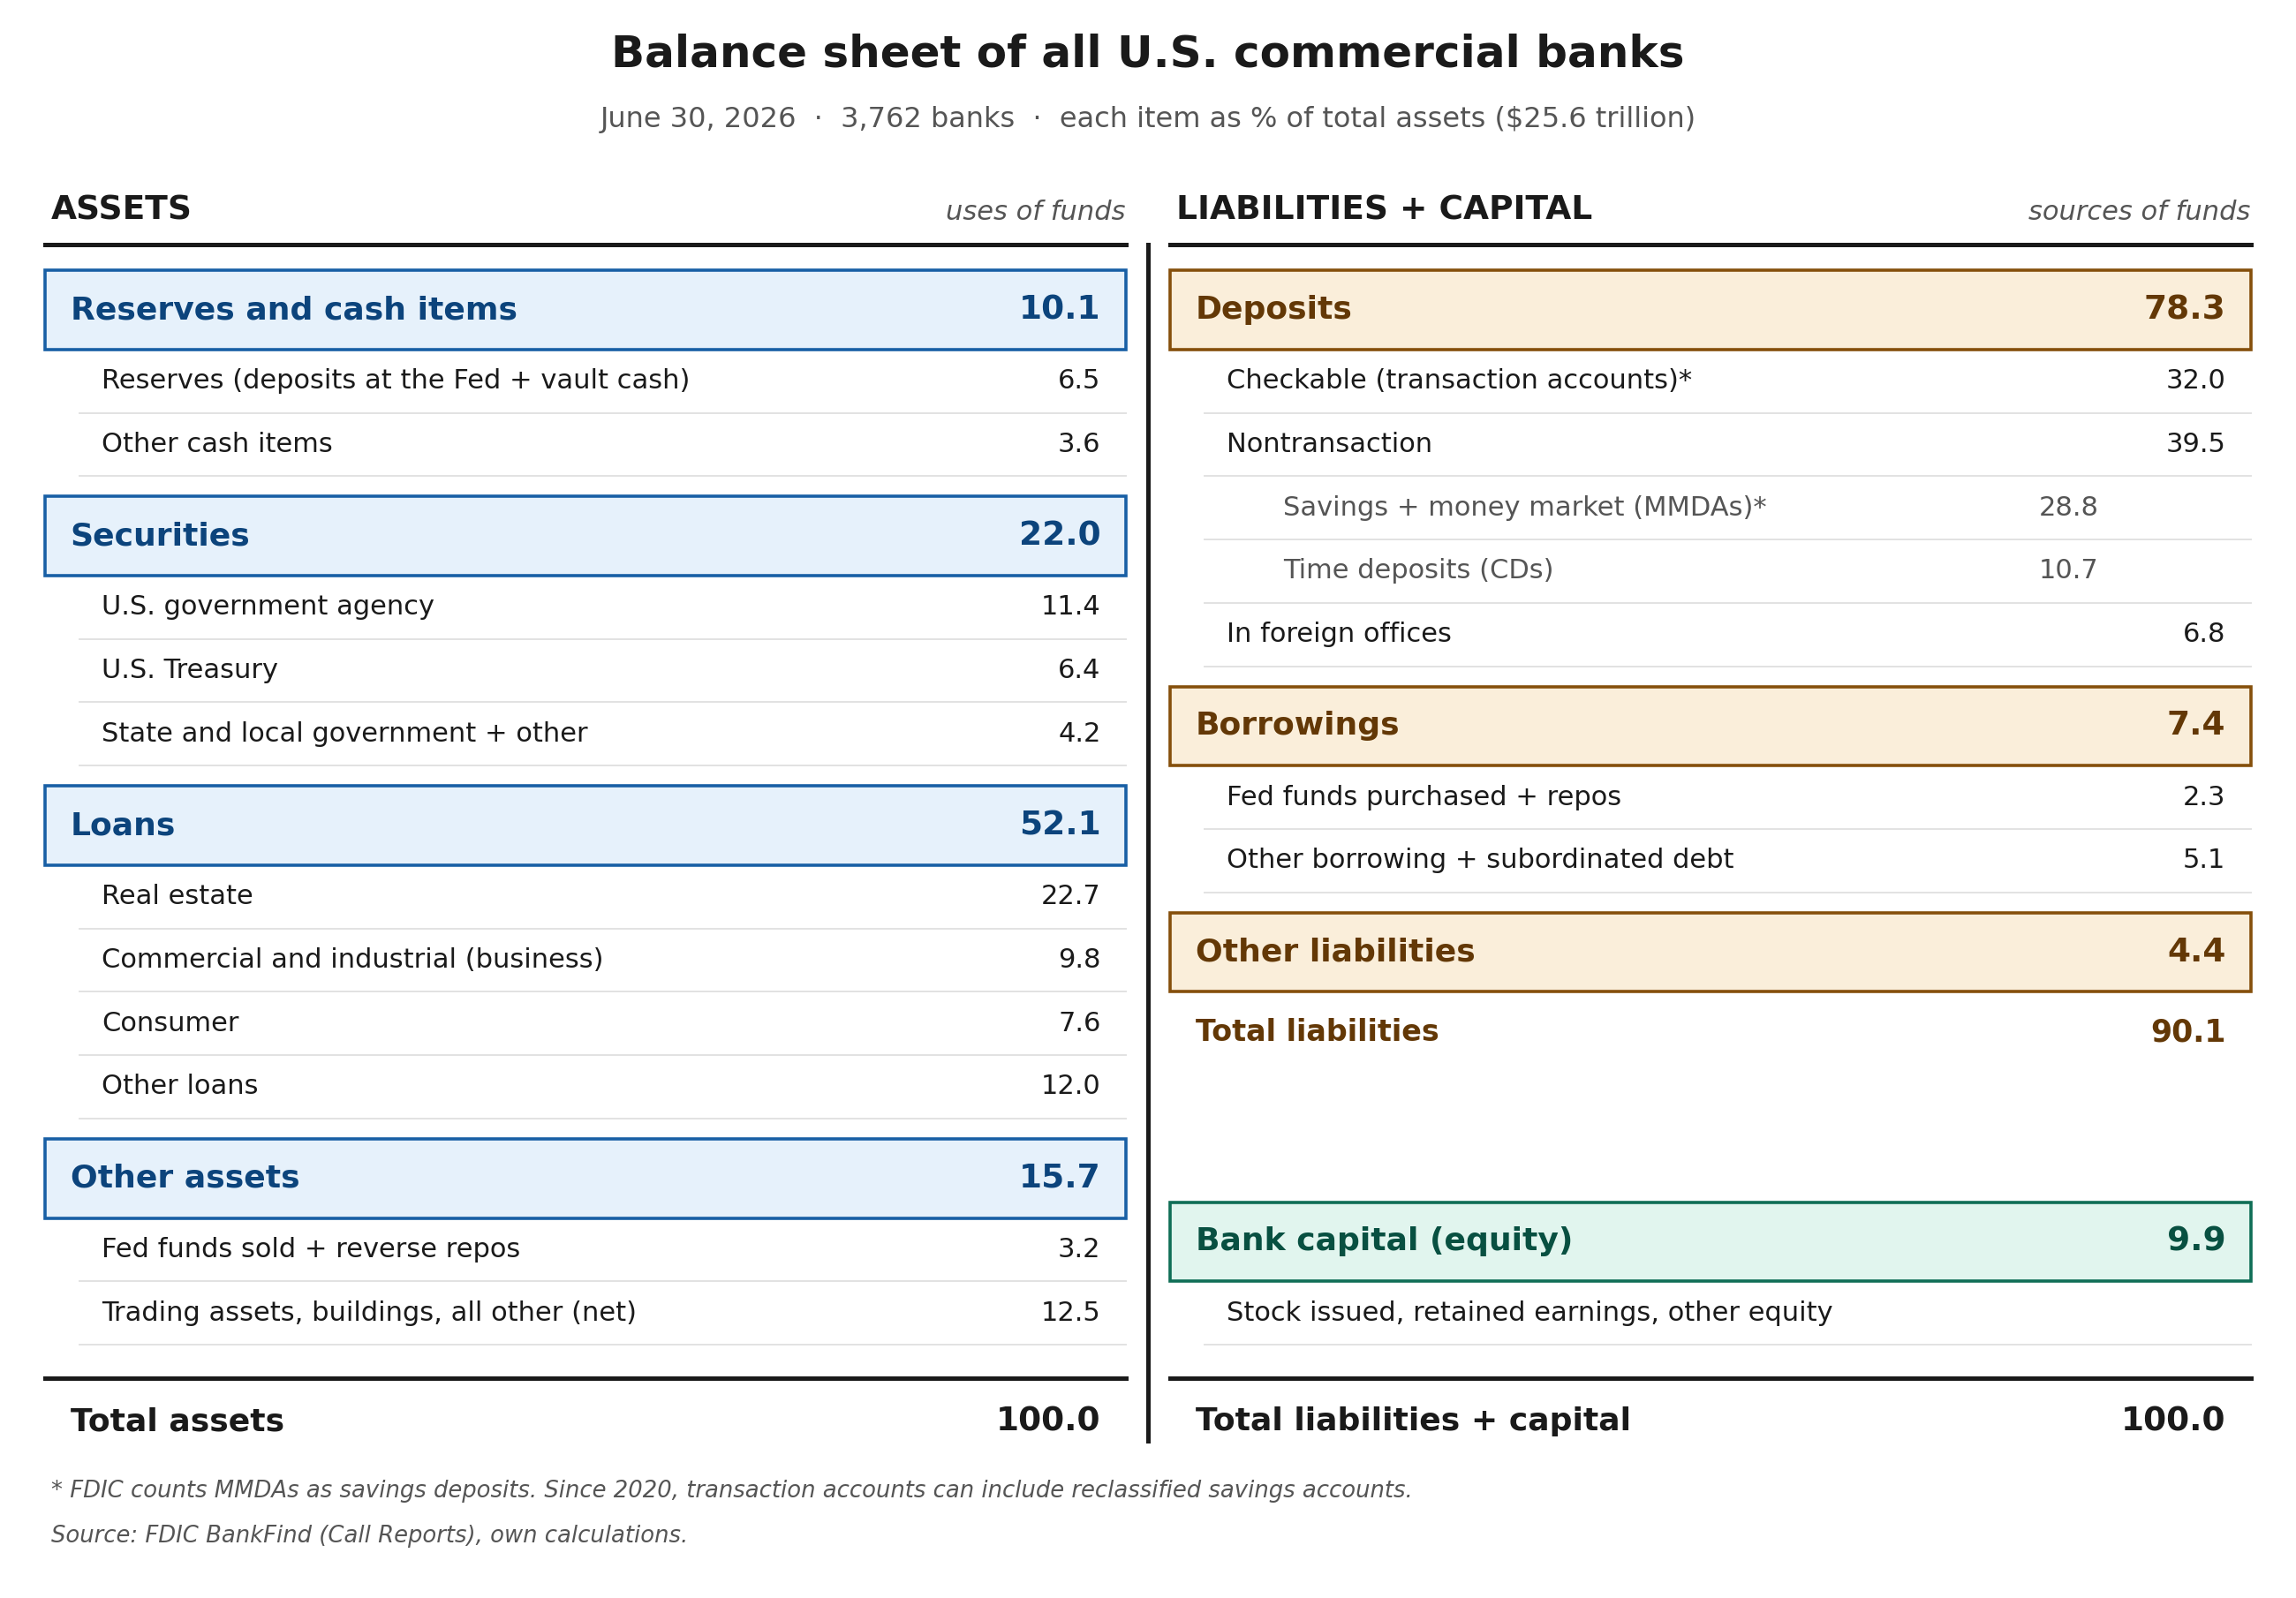 Balance sheet of all U.S. commercial banks
June 30, 2026 · 3,762 banks · each item as % of total assets ($25.6 trillion)
ASSETS uses of funds
Reserves and cash items 10.1
Reserves (deposits at the Fed + vault cash) 6.5
Other cash items 3.6
Securities 22.0
U.S. government agency 11.4
U.S. Treasury 6.4
State and local government + other 4.2
Loans 52.1
Real estate 22.7
Commercial and industrial (business) 9.8
Consumer 7.6
Other loans 12.0
Other assets 15.7
Fed funds sold + reverse repos 3.2
Trading assets, buildings, all other (net) 12.5
Total assets 100.0
LIABILITIES + CAPITAL sources of funds
Deposits 78.3
Checkable (transaction accounts)* 32.0
Nontransaction 39.5
Savings + money market (MMDAs)* 28.8
Time deposits (CDs) 10.7
In foreign offices 6.8
Borrowings 7.4
Fed funds purchased + repos 2.3
Other borrowing + subordinated debt 5.1
Other liabilities 4.4
Total liabilities 90.1
Bank capital (equity) 9.9
Stock issued, retained earnings, other equity
Total liabilities + capital 100.0
* FDIC counts MMDAs as savings deposits. Since 2020, transaction accounts can include reclassified savings accounts.
Source: FDIC BankFind (Call Reports), own calculations.